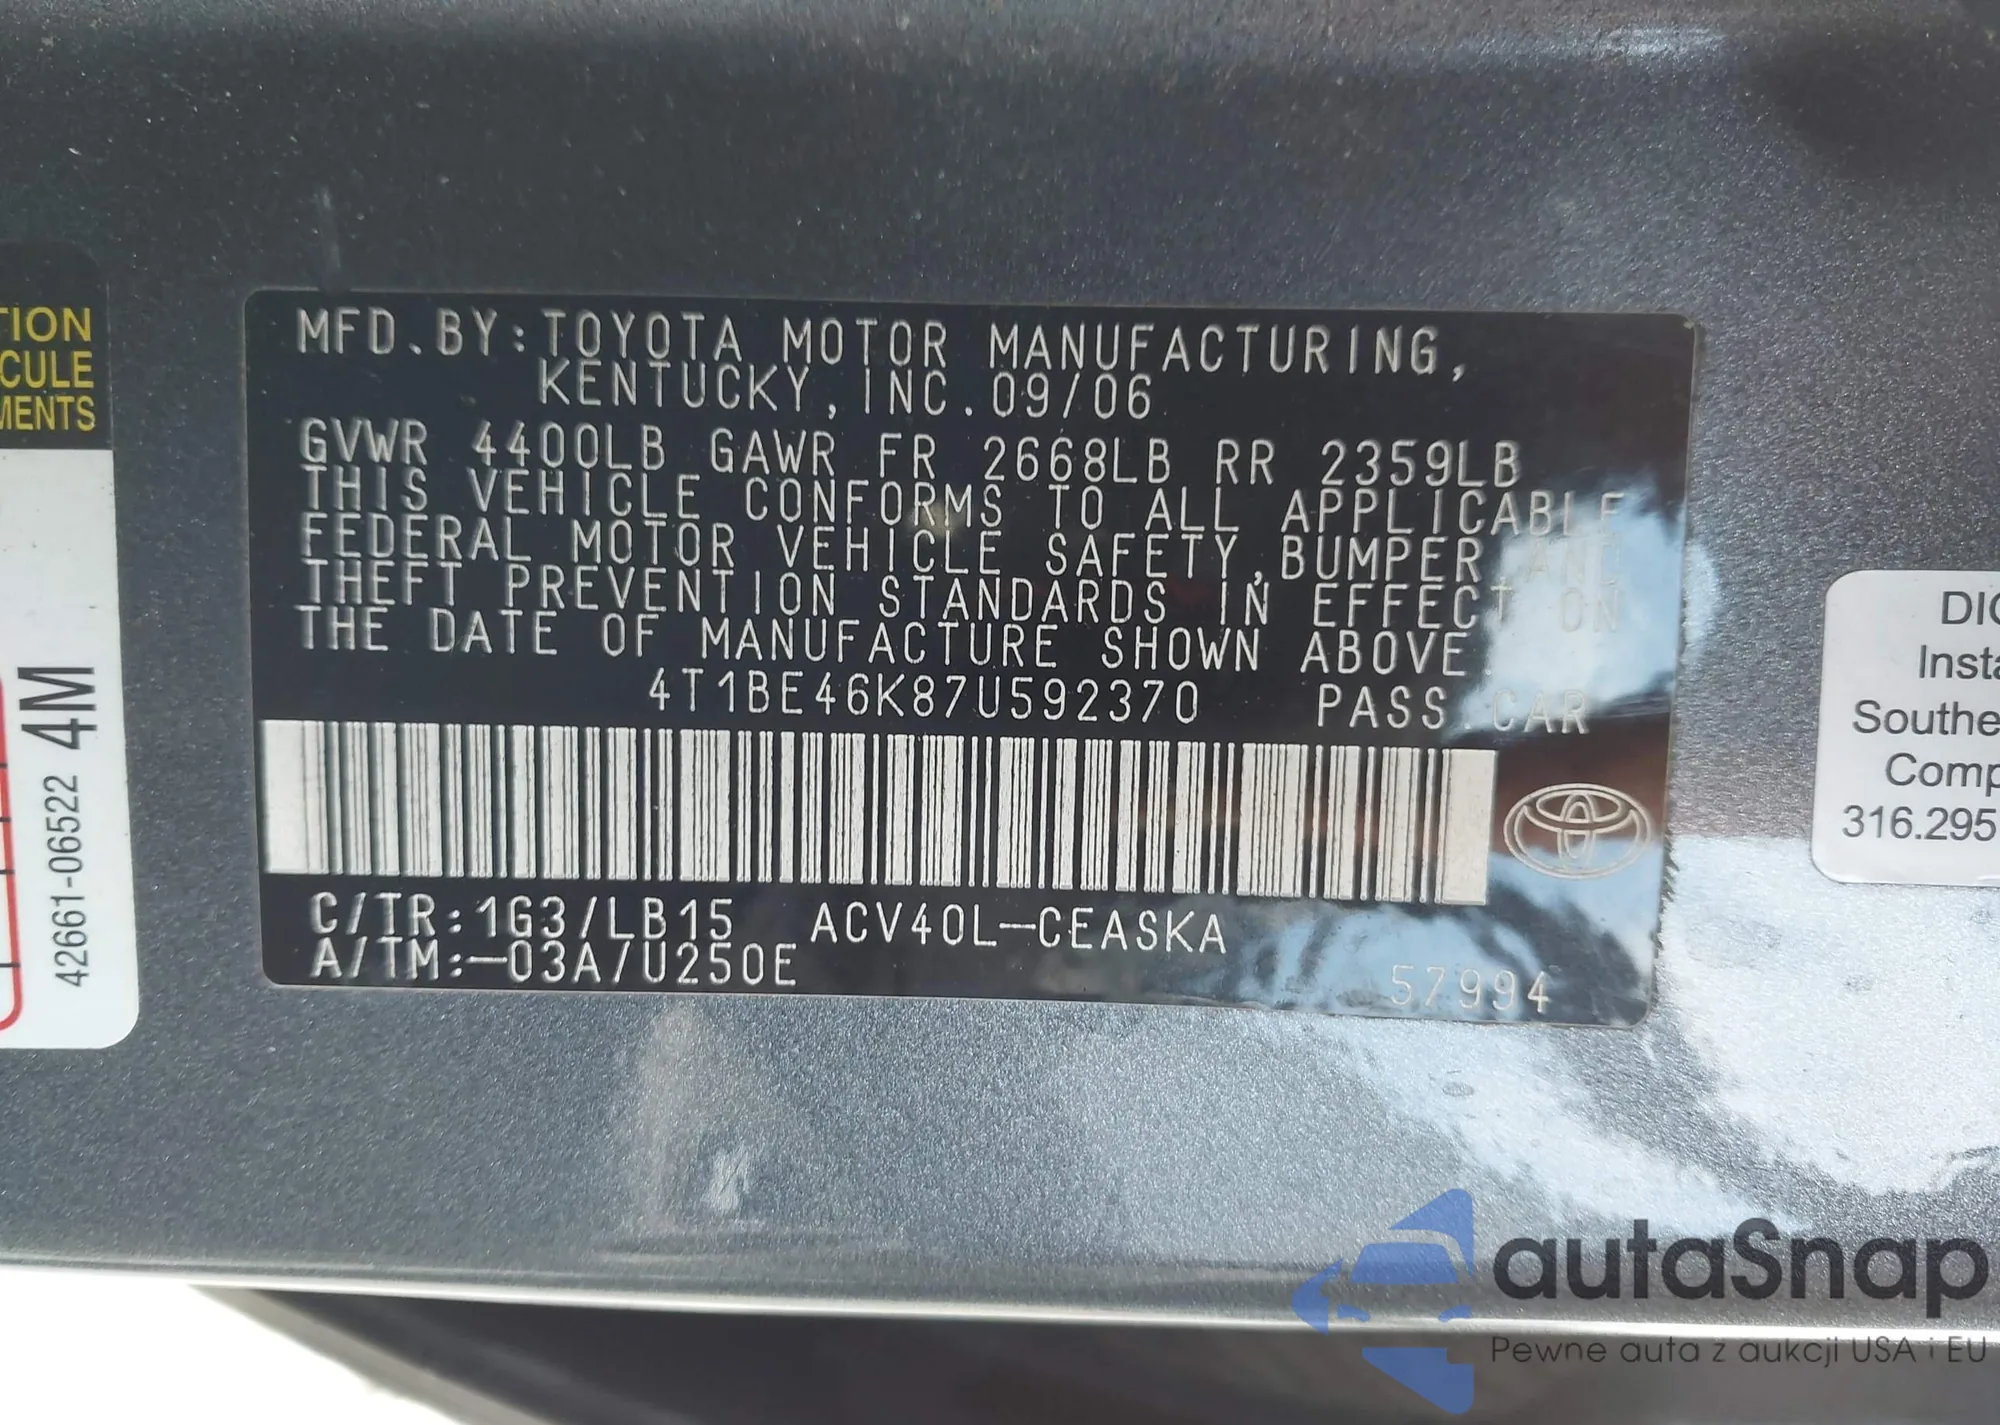 TION
CULE
MENTS
4M
42661-06522
MFD.BY:TOYOTA MOTOR MANUFACTURING,
KENTUCKY,INC.09/06
GVWR 4400LB GAWR FR 2668LB RR 2359LB
THIS VEHICLE CONFORMS TO ALL APPLICABLE
FEDERAL MOTOR VEHICLE SAFETY,BUMPER AND
THEFT PREVENTION STANDARDS IN EFFECT ON
THE DATE OF MANUFACTURE SHOWN ABOVE.
4T1BE46K87U592370 PASS.CAR
C/TR:1G3/LB15 ACV40L-CEASKA
A/TM:-03A/U250E
57994
DIC
Insta
Southe
Comp
316.295
autaSnap
Pewne auta z aukcji USA i EU